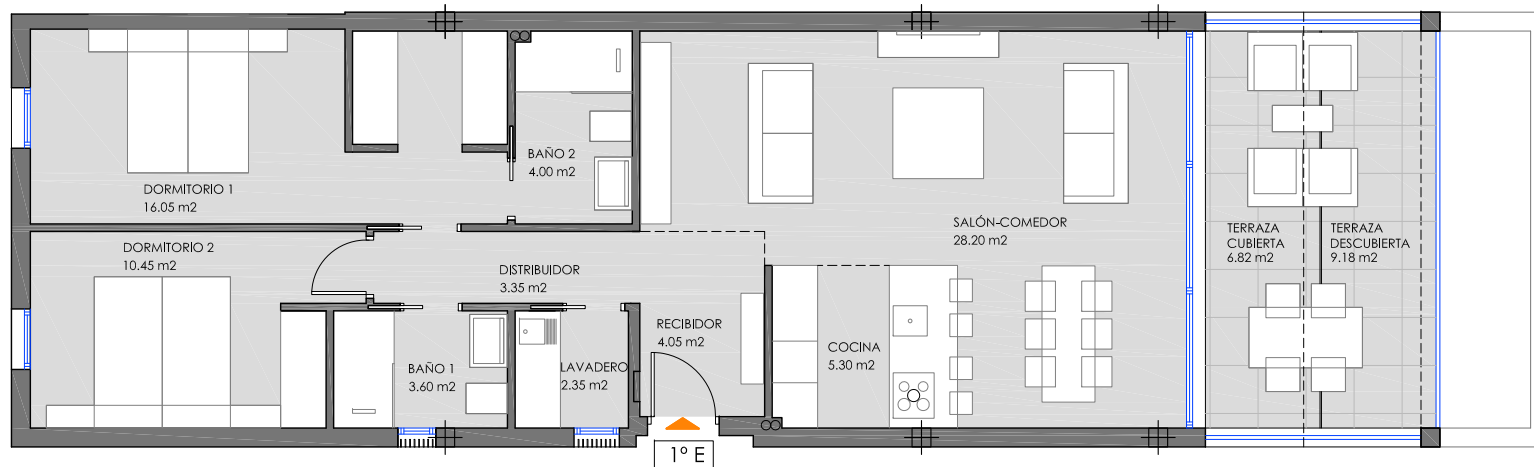 DORMITORIO 1
16.05 m2
BAÑO 2
4.00 m2
DORMITORIO 2
10.45 m2
DISTRIBUIDOR
3.35 m2
BAÑO 1
3.60 m2
LAVADERO
2.35 m2
RECIBIDOR
4.05 m2
COCINA
5.30 m2
SALÓN-COMEDOR
28.20 m2
TERRAZA
CUBIERTA
6.82 m2
TERRAZA
DESCUBIERTA
9.18 m2
1º E